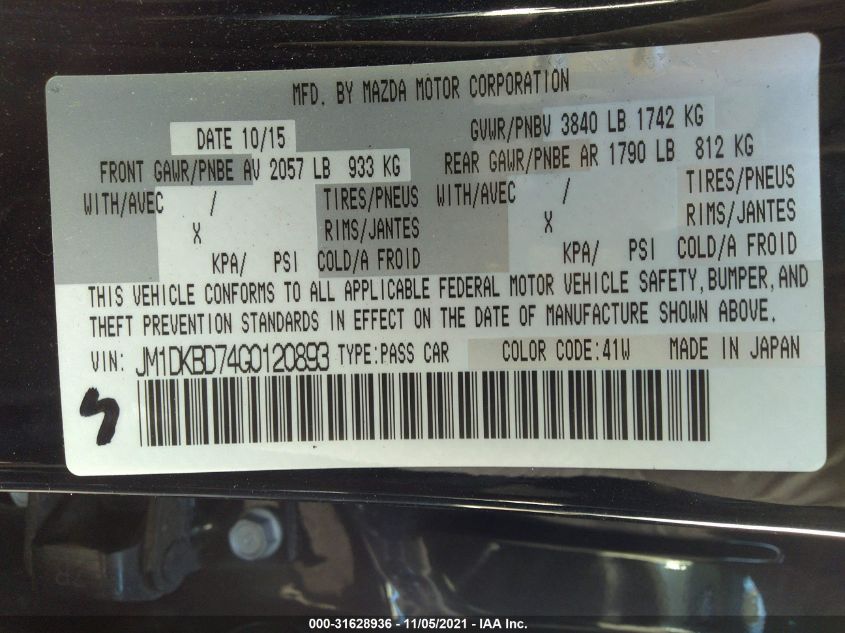 MFD. BY MAZDA MOTOR CORPORATION
DATE 10/15 GVWR/PNBV 3840 LB 1742 KG
FRONT GAWR/PNBE AV 2057 LB 933 KG REAR GAWR/PNBE AR 1790 LB 812 KG
WITH/AVEC / TIRES/PNEUS WITH/AVEC / TIRES/PNEUS
X RIMS/JANTES X RIMS/JANTES
KPA/ PSI COLD/A FROID KPA/ PSI COLD/A FROID
THIS VEHICLE CONFORMS TO ALL APPLICABLE FEDERAL MOTOR VEHICLE SAFETY, BUMPER, AND
THEFT PREVENTION STANDARDS IN EFFECT ON THE DATE OF MANUFACTURE SHOWN ABOVE.
VIN: JM1DKBD74G0120893 TYPE:PASS CAR COLOR CODE:41W MADE IN JAPAN
000-31628936 - 11/05/2021 - IAA Inc.